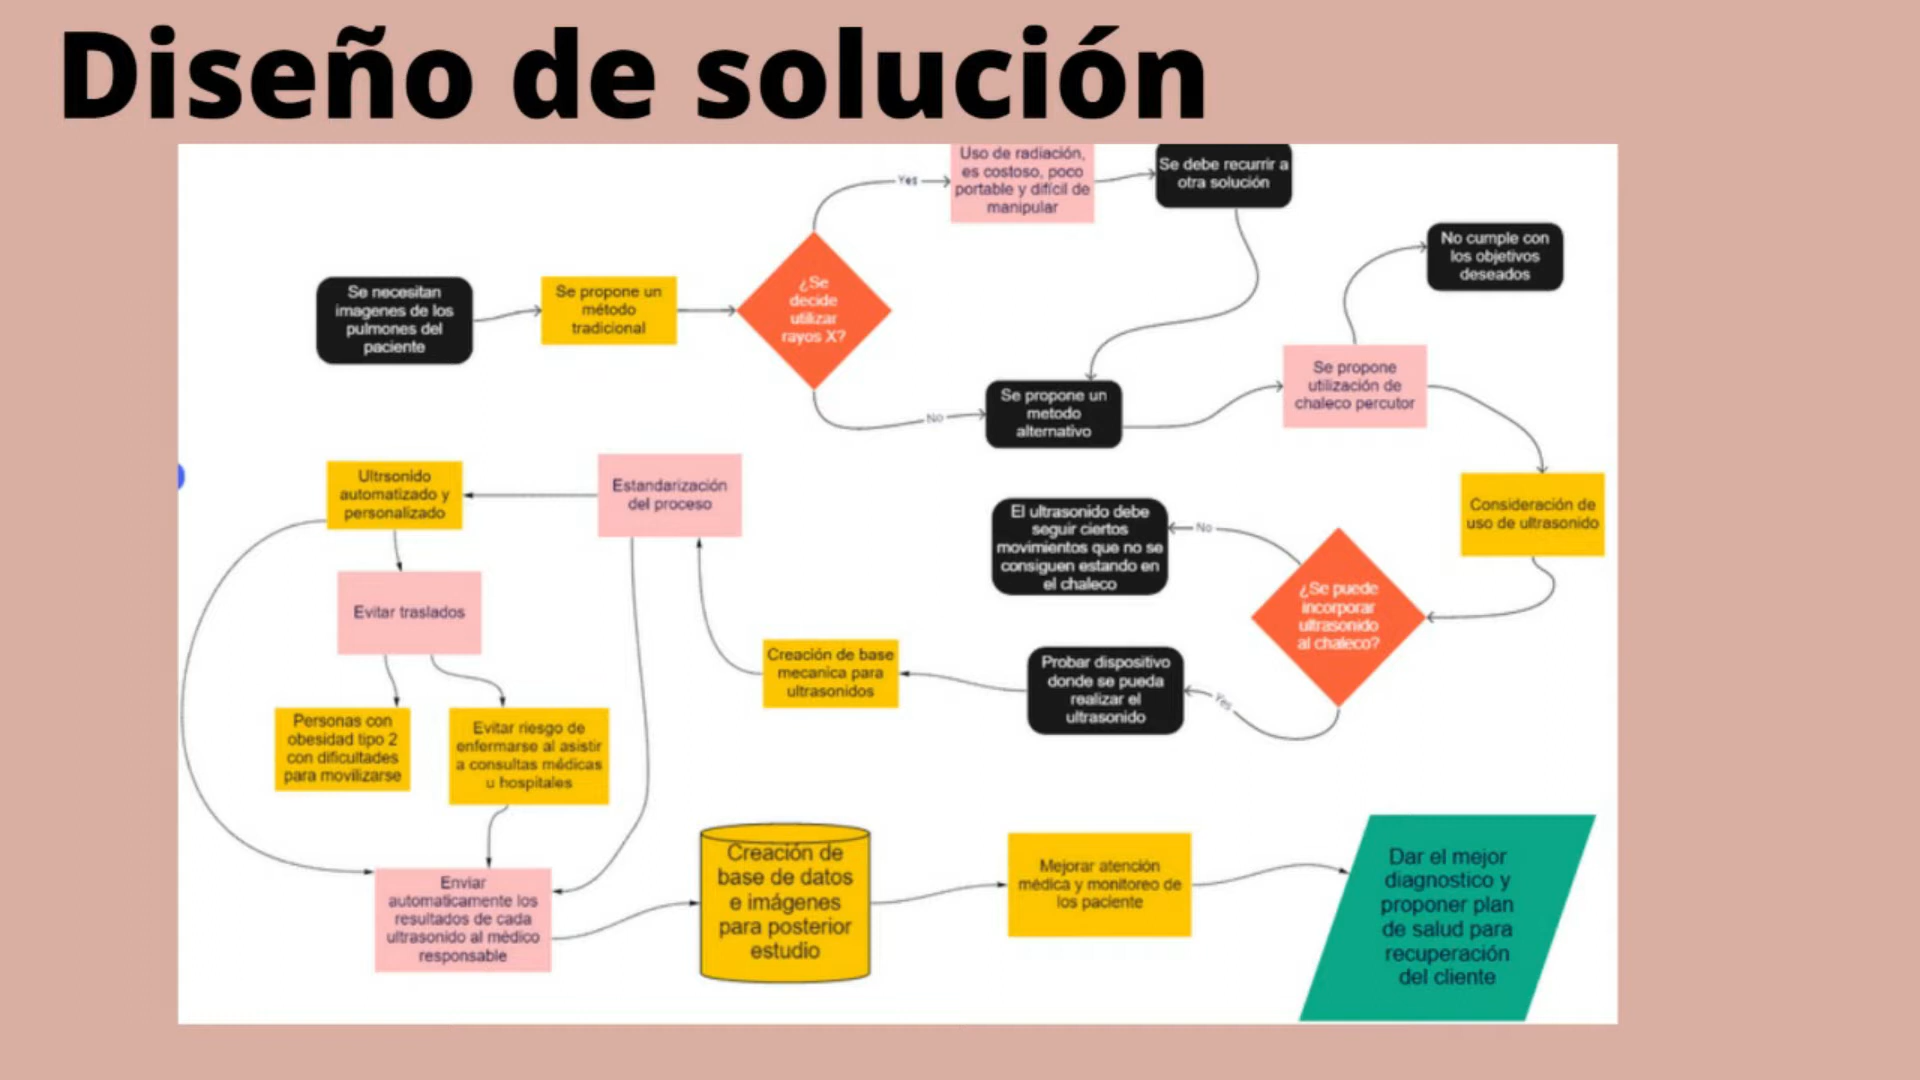 Diseño de solución
Uso de radiación,
es costoso, poco
portable y difícil de
manipular
Se debe recurrir a
otra solución
Yes
No cumple con
los objetivos
deseados
Se necesitan
imagenes de los
pulmones del
paciente
Se propone un
método
tradicional
¿Se
decide
utilizar
rayos X?
Se propone
utilización de
chaleco percutor
No
Se propone un
metodo
alternativo
Ultrsonido
automatizado y
personalizado
Estandarización
del proceso
El ultrasonido debe
seguir ciertos
movimientos que no se
consiguen estando en
el chaleco
No
Consideración de
uso de ultrasonido
¿Se puede
incorporar
ultrasonido
al chaleco?
Evitar traslados
Creación de base
mecanica para
ultrasonidos
Probar dispositivo
donde se pueda
realizar el
ultrasonido
Yes
Personas con
obesidad tipo 2
con dificultades
para movilizarse
Evitar riesgo de
enfermarse al asistir
a consultas médicas
u hospitales
Enviar
automaticamente los
resultados de cada
ultrasonido al médico
responsable
Creación de
base de datos
e imágenes
para posterior
estudio
Mejorar atención
médica y monitoreo de
los paciente
Dar el mejor
diagnostico y
proponer plan
de salud para
recuperación
del cliente